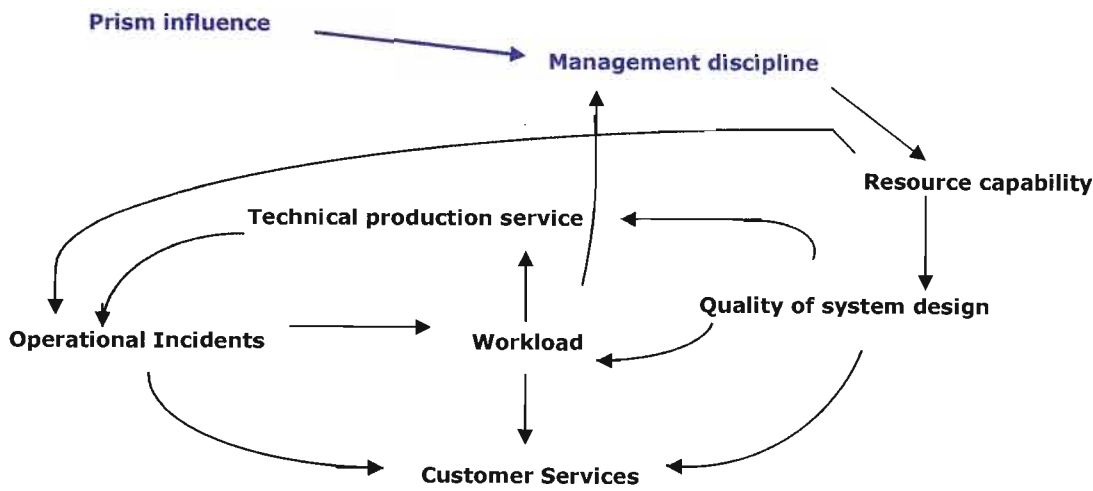 Prism influence
Management discipline
Resource capability
Technical production service
Quality of system design
Operational Incidents
Workload
Customer Services